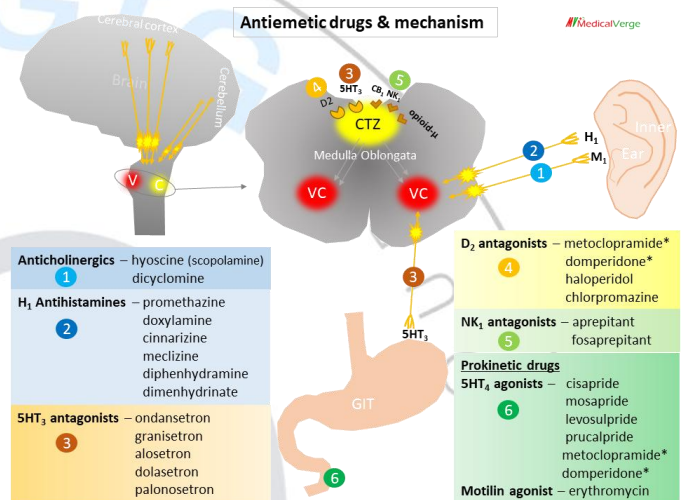 Antiemetic drugs & mechanism
MedicalVerge
Cerebral cortex
Brain
Cerebellum
V
C
4
3
5
D2
5HT3
CB1
NK1
opioid-μ
CTZ
Medulla Oblongata
VC
VC
2
1
H1
M1
Inner
Ear
3
5HT3
GIT
6
Anticholinergics – hyoscine (scopolamine)
1
dicyclomine
H1 Antihistamines – promethazine
2
doxylamine
cinnarizine
meclizine
diphenhydramine
dimenhydrinate
5HT3 antagonists – ondansetron
3
granisetron
alosetron
dolasetron
palonosetron
D2 antagonists – metoclopramide*
4
domperidone*
haloperidol
chlorpromazine
NK1 antagonists – aprepitant
5
fosaprepitant
Prokinetic drugs
5HT4 agonists – cisapride
6
mosapride
levosulpride
prucalpride
metoclopramide*
domperidone*
Motilin agonist – erythromycin